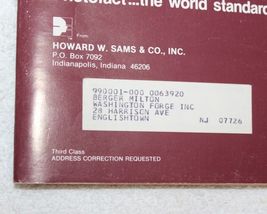 ...the world standard
From
HOWARD W. SAMS & CO., INC.
P.O. Box 7092
Indianapolis, Indiana 46206
990001-000 0063920
BERGER MILTON
WASHINGTON FORGE INC
28 HARRISON AVE
ENGLISHTOWN NJ 07726
Third Class
ADDRESS CORRECTION REQUESTED